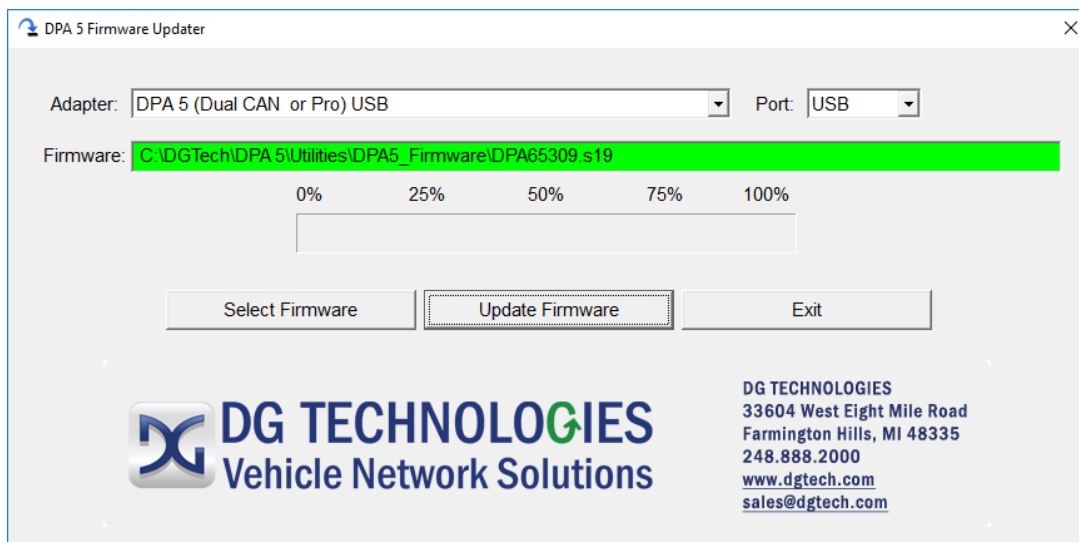 DPA 5 Firmware Updater
Adapter: DPA 5 (Dual CAN or Pro) USB Port: USB
Firmware: C:\DGTech\DPA 5\Utilities\DPA5_Firmware\DPA65309.s19
0% 25% 50% 75% 100%
Select Firmware Update Firmware Exit
DG TECHNOLOGIES
Vehicle Network Solutions
DG TECHNOLOGIES
33604 West Eight Mile Road
Farmington Hills, MI 48335
248.888.2000
www.dgtech.com
sales@dgtech.com